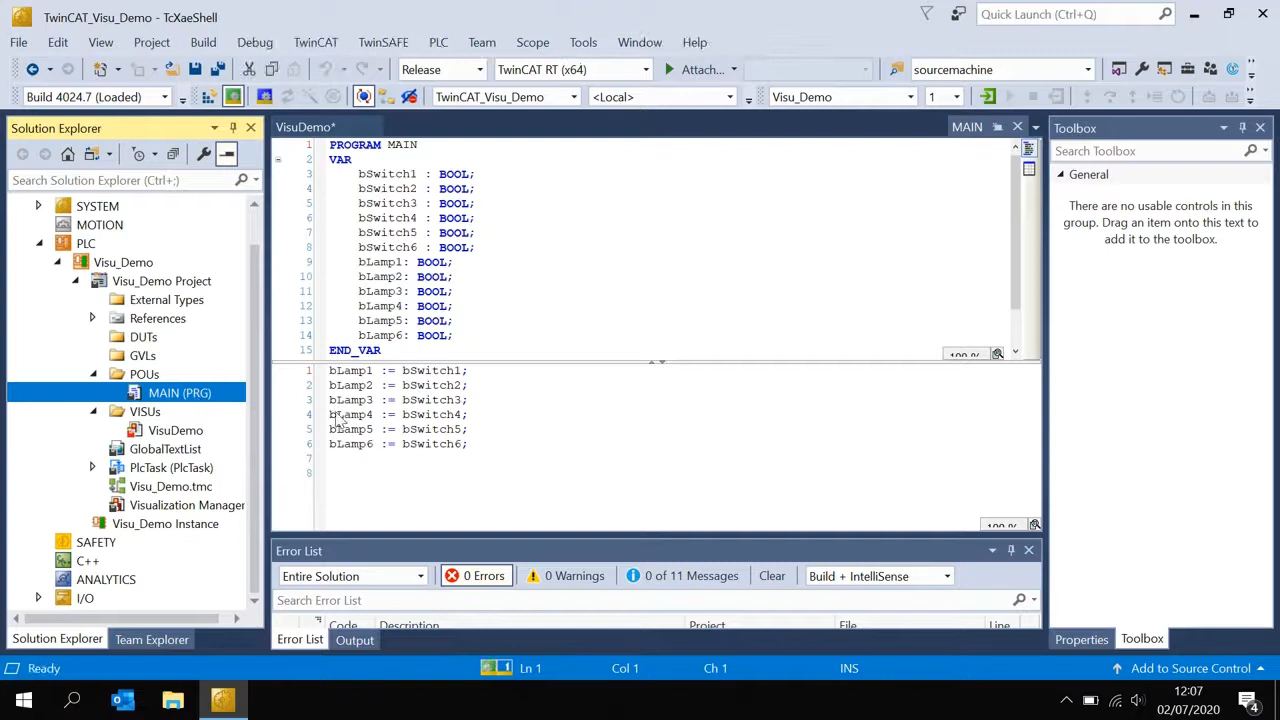 TwinCAT_Visu_Demo - TcXaeShell
Quick Launch (Ctrl+Q)
File Edit View Project Build Debug TwinCAT TwinSAFE PLC Team Scope Tools Window Help
Release TwinCAT RT (x64) Attach... sourcemachine
Build 4024.7 (Loaded) TwinCAT_Visu_Demo <Local> Visu_Demo 1
Solution Explorer
Search Solution Explorer (Ctrl+;)
SYSTEM
MOTION
PLC
Visu_Demo
Visu_Demo Project
External Types
References
DUTs
GVLs
POUs
MAIN (PRG)
VISUs
VisuDemo
GlobalTextList
PlcTask (PlcTask)
Visu_Demo.tmc
Visualization Manager
Visu_Demo Instance
SAFETY
C++
ANALYTICS
I/O
Solution Explorer Team Explorer
VisuDemo* MAIN
1 PROGRAM MAIN
2 VAR
3 bSwitch1 : BOOL;
4 bSwitch2 : BOOL;
5 bSwitch3 : BOOL;
6 bSwitch4 : BOOL;
7 bSwitch5 : BOOL;
8 bSwitch6 : BOOL;
9 bLamp1: BOOL;
10 bLamp2: BOOL;
11 bLamp3: BOOL;
12 bLamp4: BOOL;
13 bLamp5: BOOL;
14 bLamp6: BOOL;
15 END_VAR
100 %
1 bLamp1 := bSwitch1;
2 bLamp2 := bSwitch2;
3 bLamp3 := bSwitch3;
4 bLamp4 := bSwitch4;
5 bLamp5 := bSwitch5;
6 bLamp6 := bSwitch6;
7
8
100 %
Error List
Entire Solution 0 Errors 0 Warnings 0 of 11 Messages Clear Build + IntelliSense
Search Error List
Code Description Project File Line
Error List Output
Toolbox
Search Toolbox
General
There are no usable controls in this
group. Drag an item onto this text to
add it to the toolbox.
Properties Toolbox
Ready Ln 1 Col 1 Ch 1 INS Add to Source Control
12:07
02/07/2020
4